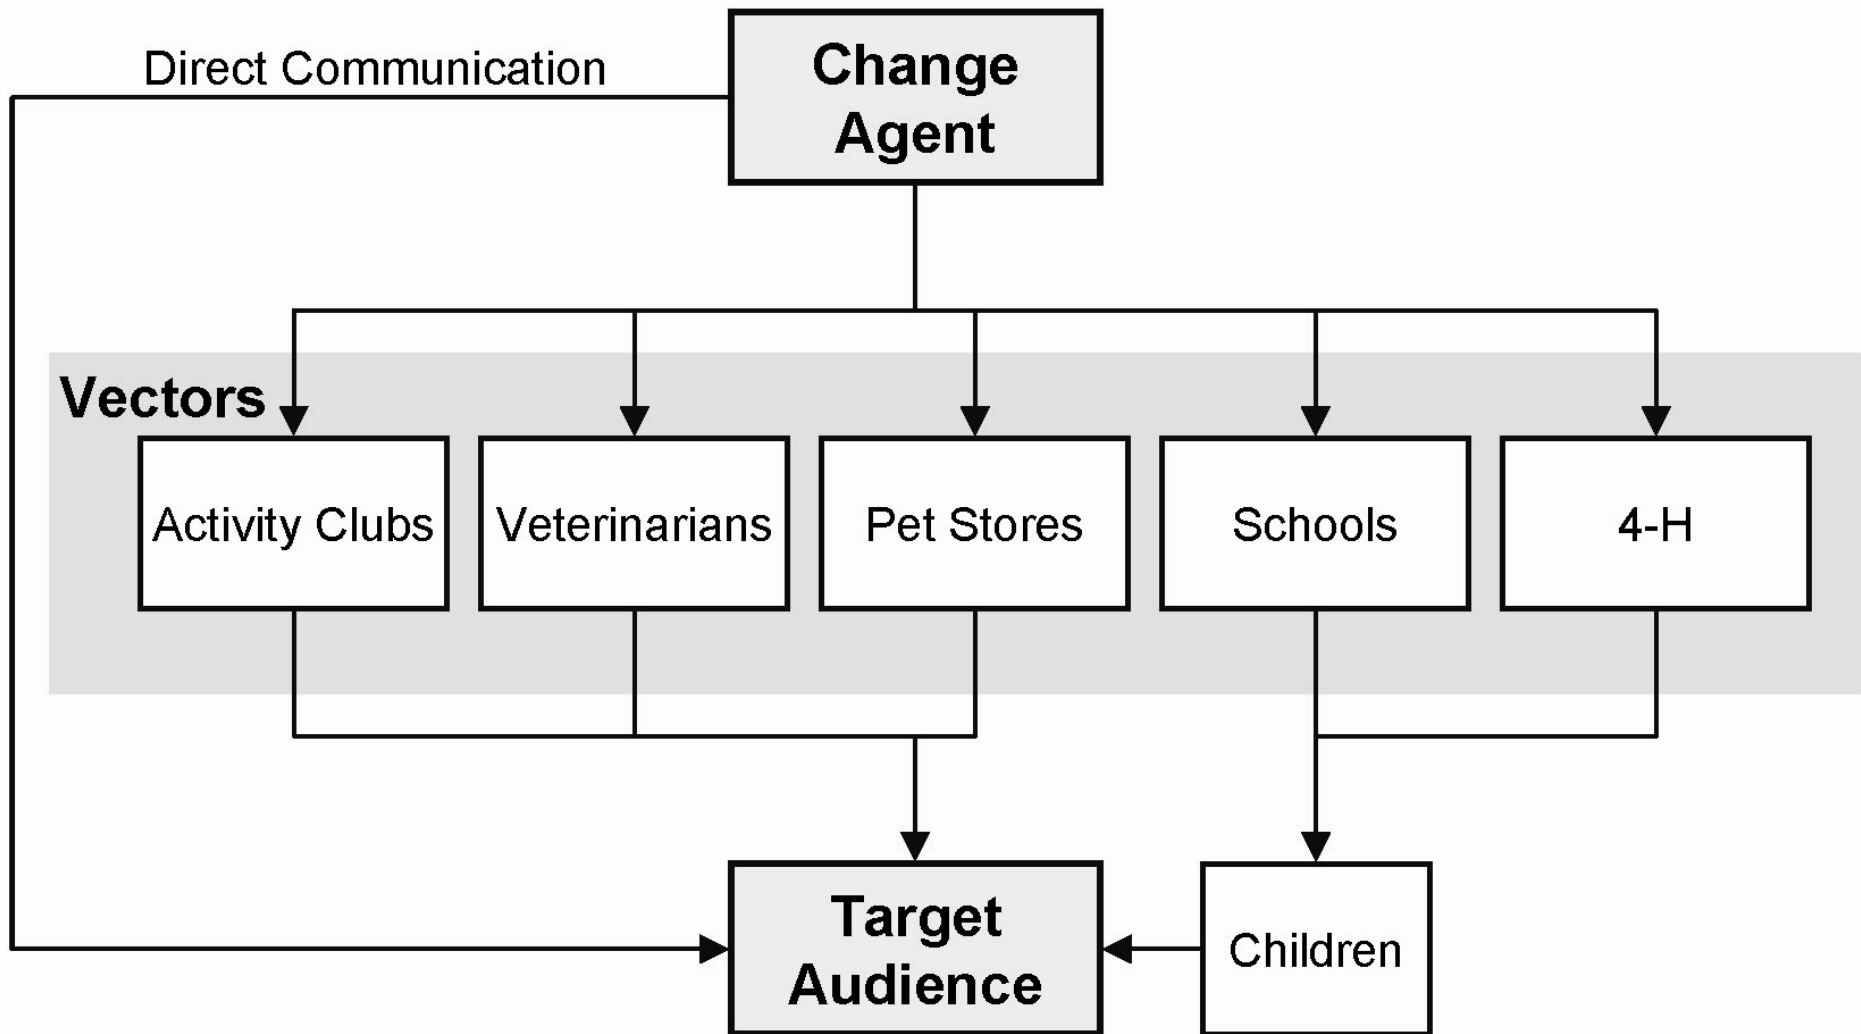 Direct Communication
Change
Agent
Vectors
Activity Clubs
Veterinarians
Pet Stores
Schools
4-H
Target
Audience
Children